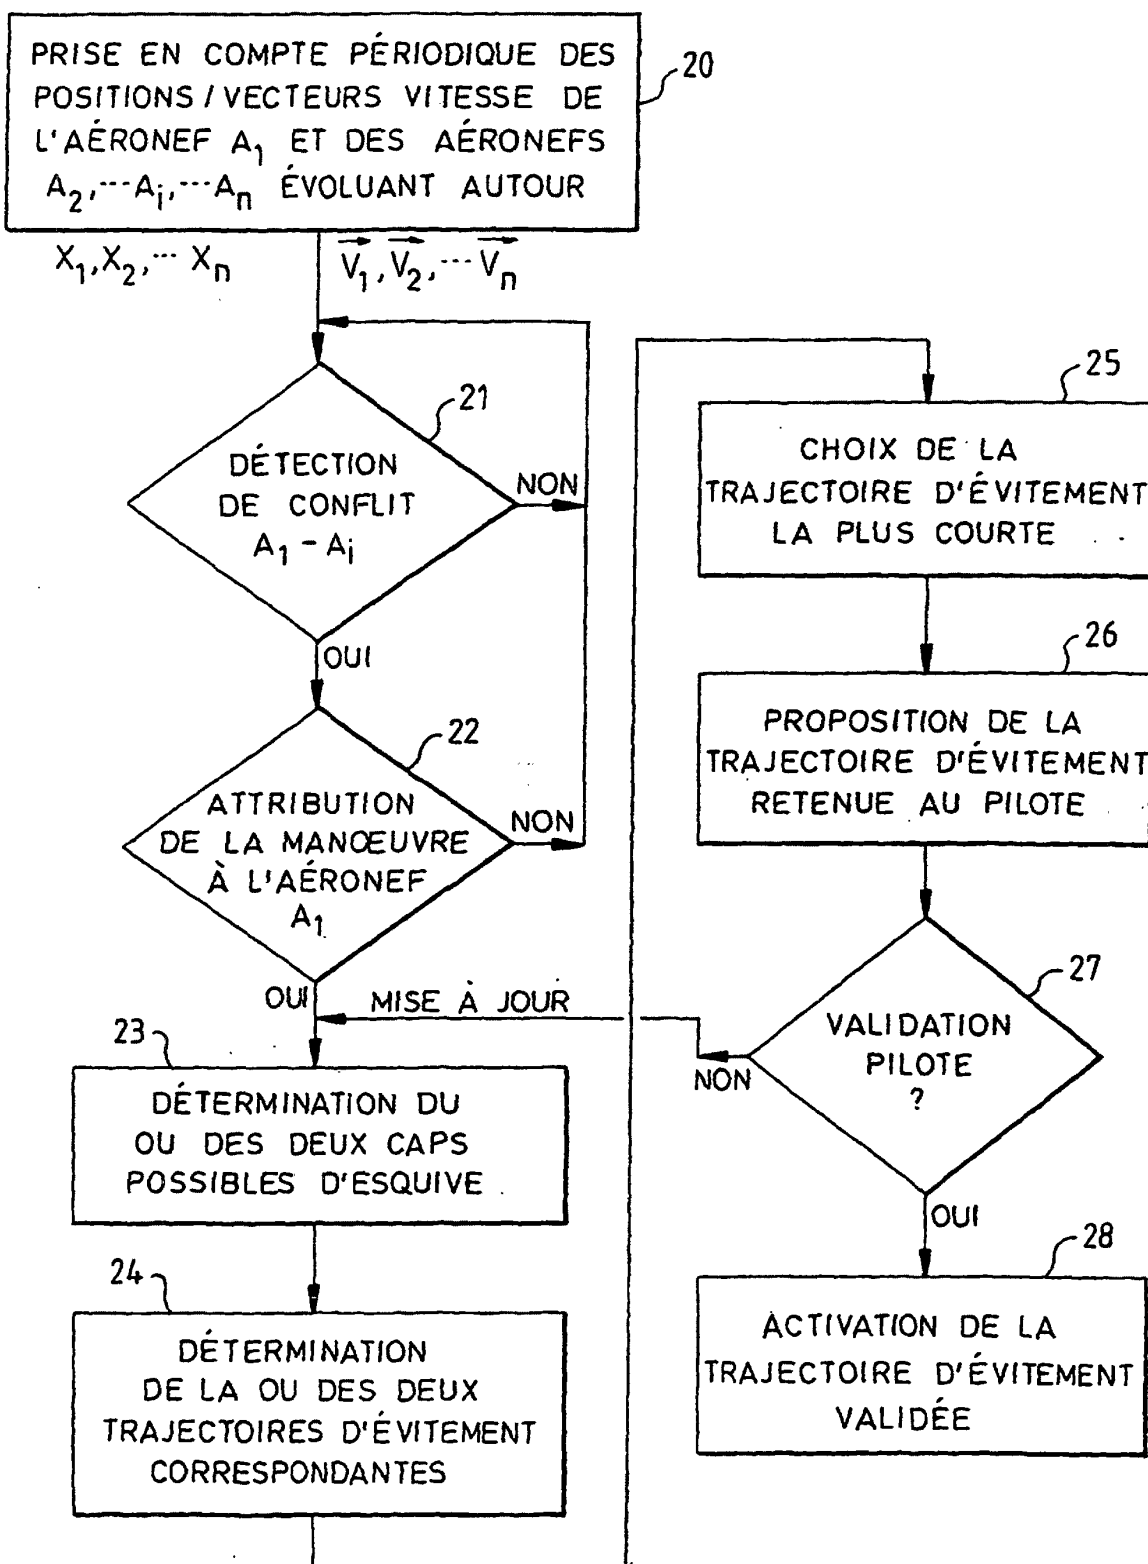 PRISE EN COMPTE PÉRIODIQUE DES
POSITIONS/VECTEURS VITESSE DE
L'AÉRONEF A1 ET DES AÉRONEFS
A2,...Ai,...An ÉVOLUANT AUTOUR
20
X1,X2,... Xn
V1,V2,...Vn
21
DÉTECTION
DE CONFLIT
A1-Ai
NON
OUI
22
ATTRIBUTION
DE LA MANŒUVRE
À L'AÉRONEF
A1
NON
OUI
MISE À JOUR
23
DÉTERMINATION DU
OU DES DEUX CAPS
POSSIBLES D'ESQUIVE
24
DÉTERMINATION
DE LA OU DES DEUX
TRAJECTOIRES D'ÉVITEMENT
CORRESPONDANTES
25
CHOIX DE LA
TRAJECTOIRE D'ÉVITEMENT
LA PLUS COURTE
26
PROPOSITION DE LA
TRAJECTOIRE D'ÉVITEMENT
RETENUE AU PILOTE
27
VALIDATION
PILOTE
?
NON
OUI
28
ACTIVATION DE LA
TRAJECTOIRE D'ÉVITEMENT
VALIDÉE